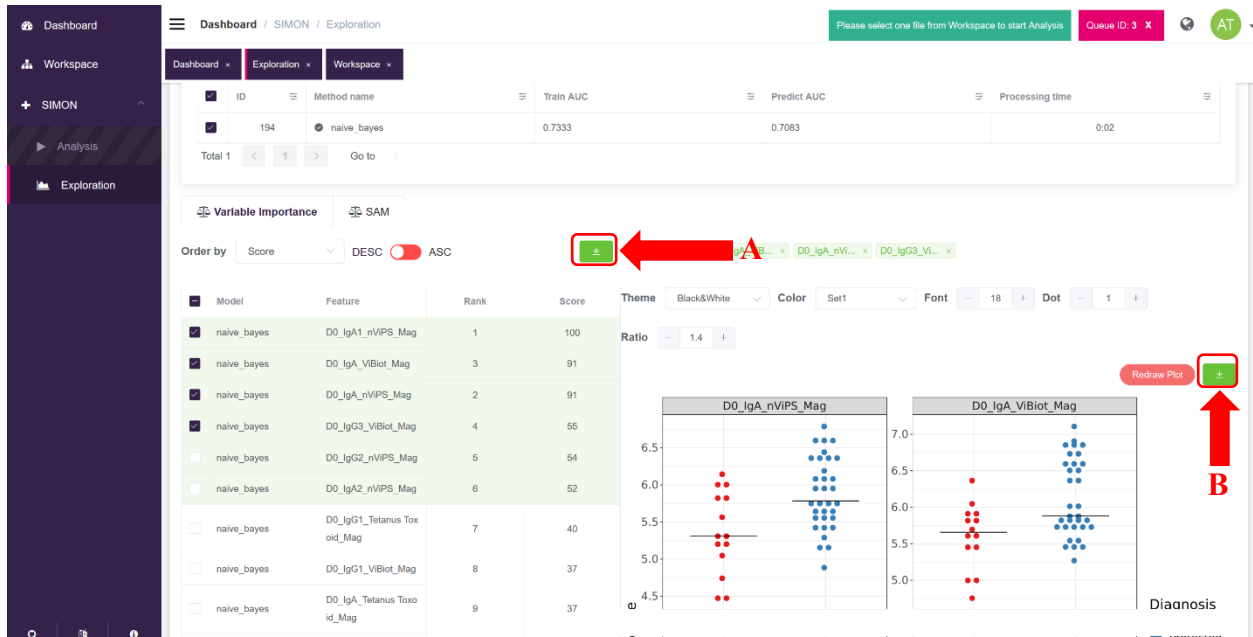 Dashboard
Workspace
SIMON
Analysis
Exploration
Dashboard / SIMON / Exploration
Please select one file from Workspace to start Analysis
Queue ID: 3 X
AT
Dashboard × Exploration × Workspace ×
ID Method name Train AUC Predict AUC Processing time
194 naive_bayes 0.7333 0.7083 0:02
Total 1 < 1 > Go to 1
Variable Importance SAM
Order by Score DESC ASC
A
D0_IgA_nVi... × D0_IgG3_Vi... ×
Theme Black&White Color Set1 Font − 18 + Dot − 1 +
Ratio − 1.4 +
Redraw Plot
B
Model Feature Rank Score
naive_bayes D0_IgA1_nViPS_Mag 1 100
naive_bayes D0_IgA_ViBiot_Mag 3 91
naive_bayes D0_IgA_nViPS_Mag 2 91
naive_bayes D0_IgG3_ViBiot_Mag 4 55
naive_bayes D0_IgG2_nViPS_Mag 5 54
naive_bayes D0_IgA2_nViPS_Mag 6 52
naive_bayes D0_IgG1_Tetanus Tox
oid_Mag 7 40
naive_bayes D0_IgG1_ViBiot_Mag 8 37
naive_bayes D0_IgA_Tetanus Toxo
id_Mag 9 37
D0_IgA_nViPS_Mag
6.5
6.0
5.5
5.0
4.5
D0_IgA_ViBiot_Mag
7.0
6.5
6.0
5.5
5.0
Diagnosis